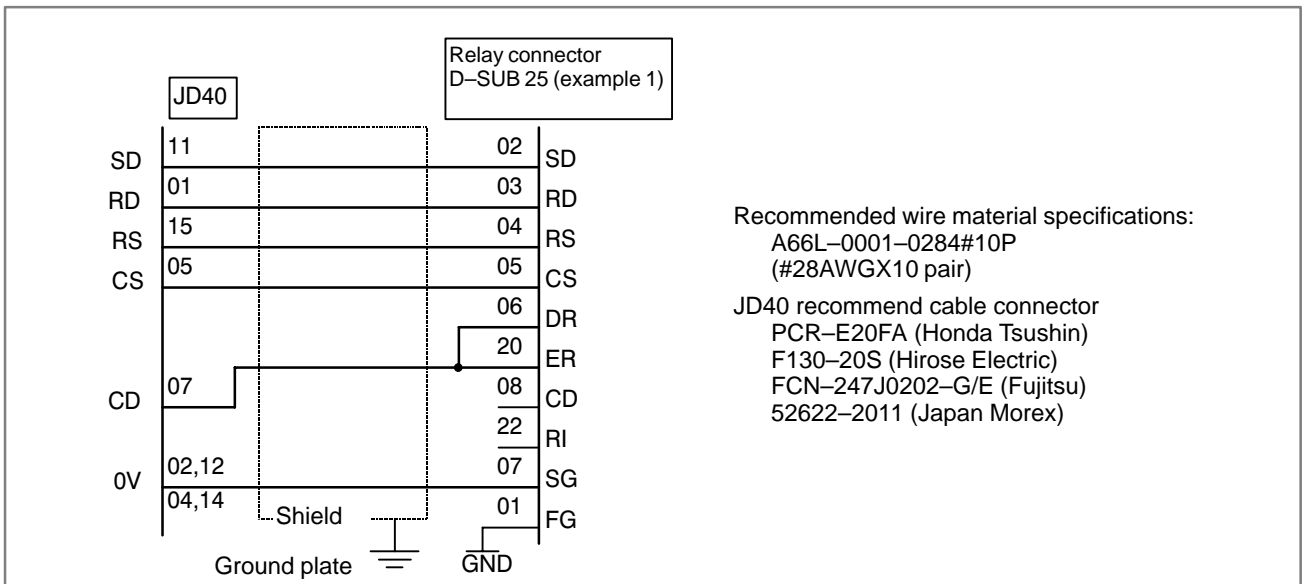 Relay connector
D–SUB 25 (example 1)
JD40
SD 11 02 SD
RD 01 03 RD
RS 15 04 RS
CS 05 05 CS
06 DR
20 ER
CD 07 08 CD
22 RI
0V 02,12 07 SG
04,14 01 FG
Shield
Ground plate GND
Recommended wire material specifications:
A66L–0001–0284#10P
(#28AWGX10 pair)
JD40 recommend cable connector
PCR–E20FA (Honda Tsushin)
F130–20S (Hirose Electric)
FCN–247J0202–G/E (Fujitsu)
52622–2011 (Japan Morex)